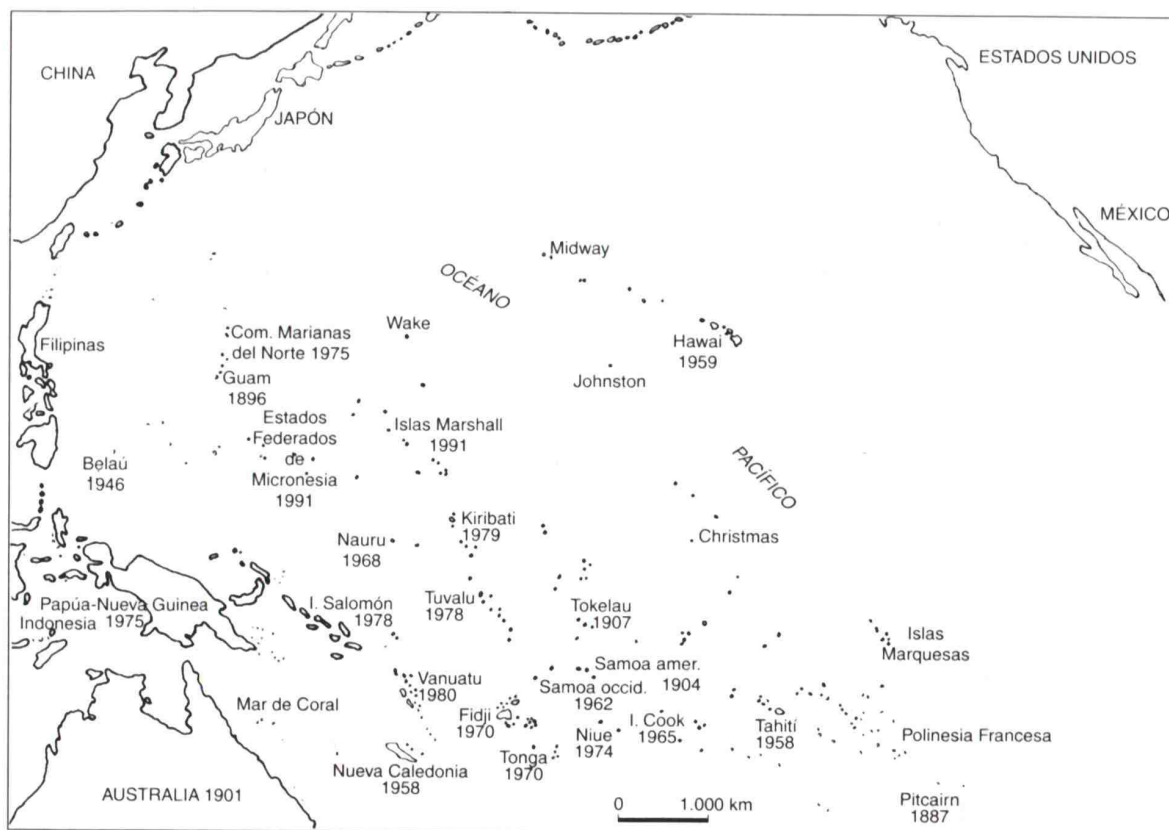 CHINA
JAPÓN
ESTADOS UNIDOS
MÉXICO
Midway
OCÉANO
Wake
Com. Marianas
del Norte 1975
Filipinas
Hawai
1959
Guam
1896
Johnston
Estados
Federados
de
Micronesia
1991
Islas Marshall
1991
Belaú
1946
PACÍFICO
Kiribati
1979
Nauru
1968
Christmas
Papúa-Nueva Guinea
1975
Indonesia
I. Salomón
1978
Tuvalu
1978
Tokelau
1907
Islas
Marquesas
Vanuatu
1980
Samoa amer.
1904
Samoa occid.
1962
Mar de Coral
Fidji
1970
Niue
1974
I. Cook
1965
Tahití
1958
Polinesia Francesa
Nueva Caledonia
1958
Tonga
1970
AUSTRALIA 1901
0 1.000 km
Pitcairn
1887